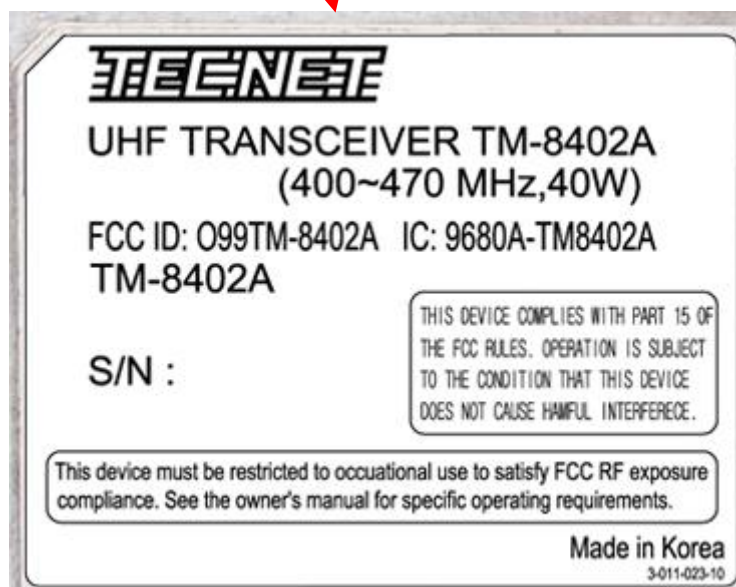 TECNET
UHF TRANSCEIVER TM-8402A
(400~470 MHz,40W)
FCC ID: O99TM-8402A IC: 9680A-TM8402A
TM-8402A
THIS DEVICE COMPLIES WITH PART 15 OF
THE FCC RULES. OPERATION IS SUBJECT
TO THE CONDITION THAT THIS DEVICE
DOES NOT CAUSE HAMFUL INTERFERECE.
S/N :
This device must be restricted to occuational use to satisfy FCC RF exposure
compliance. See the owner's manual for specific operating requirements.
Made in Korea
3-011-023-10